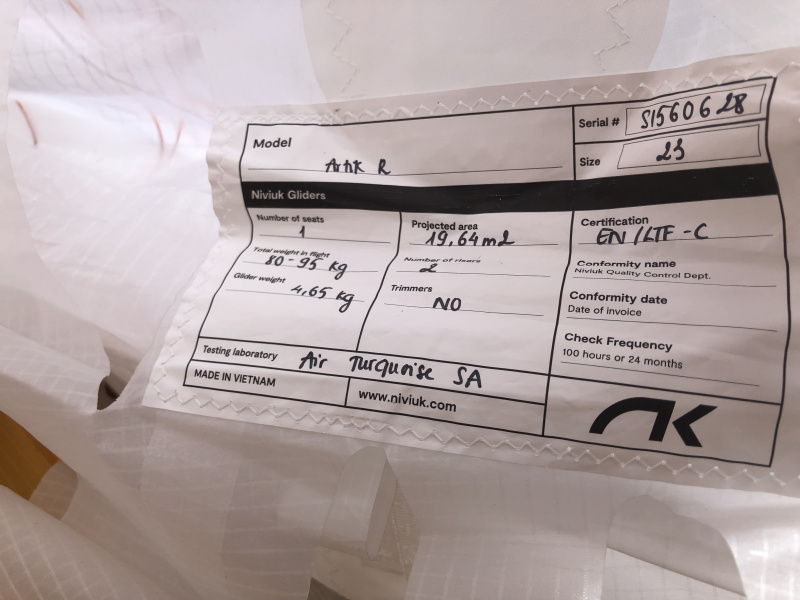 Model
Artik R
Serial # S1560628
Size 23
Niviuk Gliders
Number of seats
1
Total weight in flight
80-95 kg
Glider weight
4,65 kg
Projected area
19,64 m2
Number of risers
2
Trimmers
NO
Certification
EN/LTF-C
Conformity name
Niviuk Quality Control Dept.
Conformity date
Date of invoice
Check Frequency
100 hours or 24 months
Testing laboratory Air Turquoise SA
MADE IN VIETNAM
www.niviuk.com